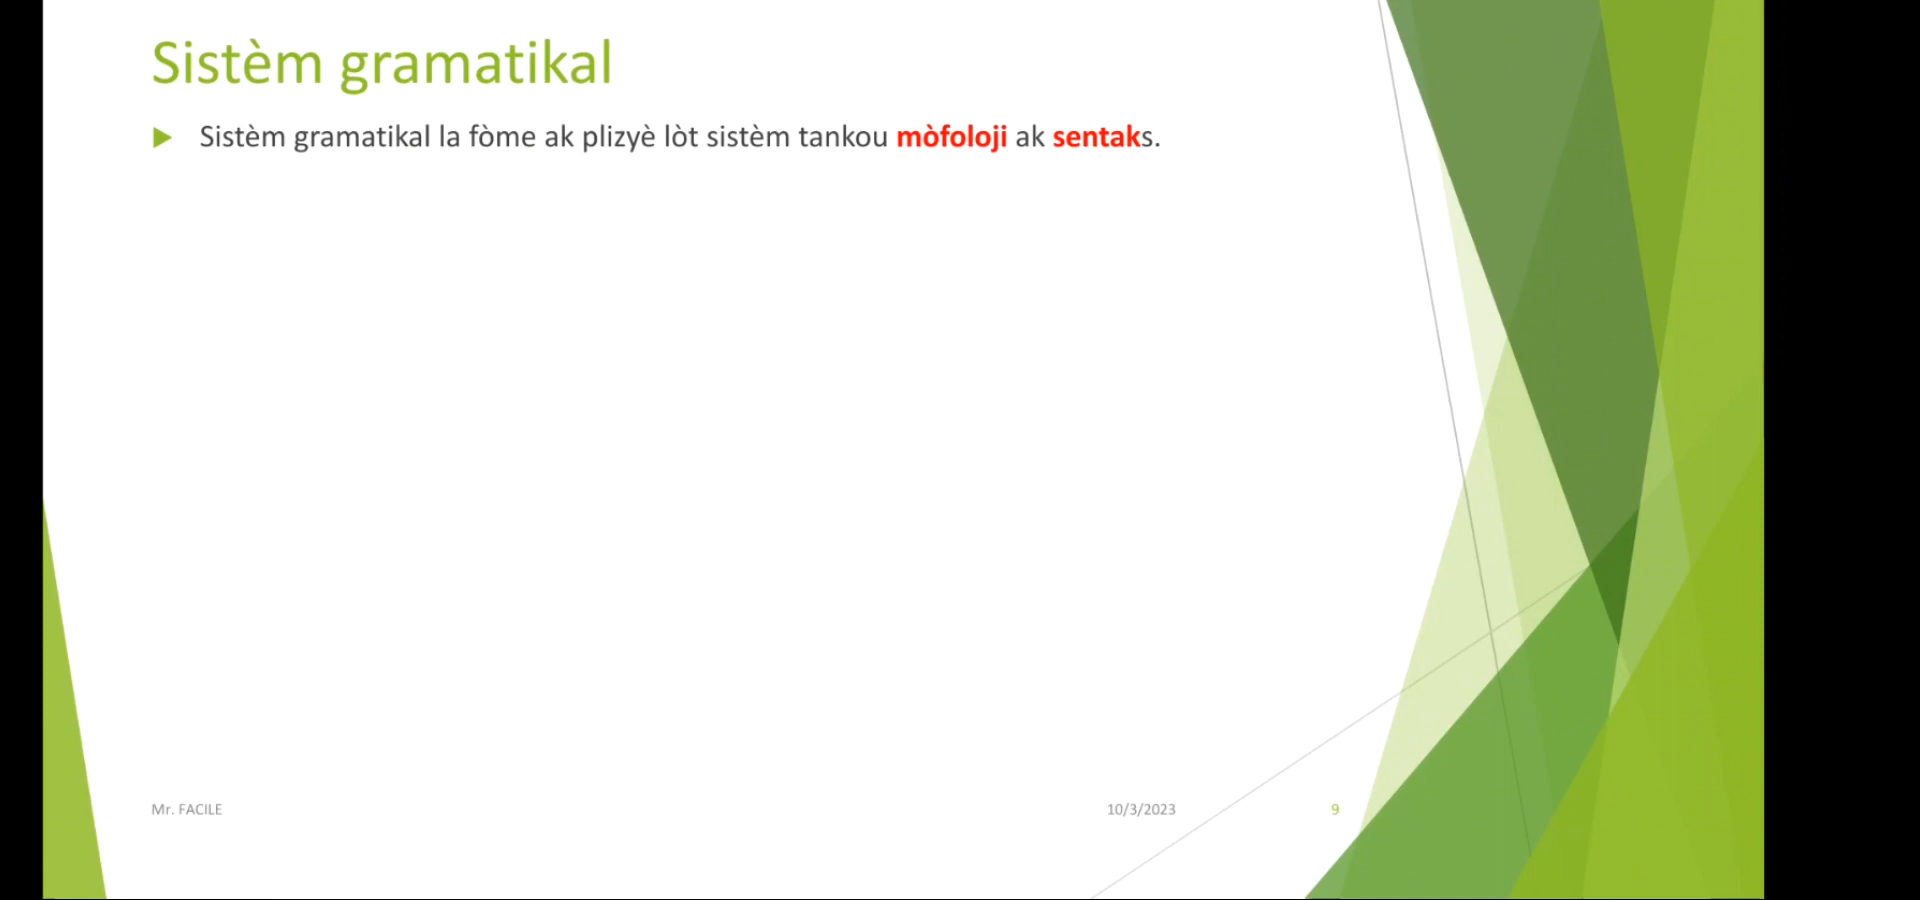 Sistèm gramatikal
Sistèm gramatikal la fòme ak plizyè lòt sistèm tankou mòfoloji ak sentaks.
Mr. FACILE
10/3/2023
9